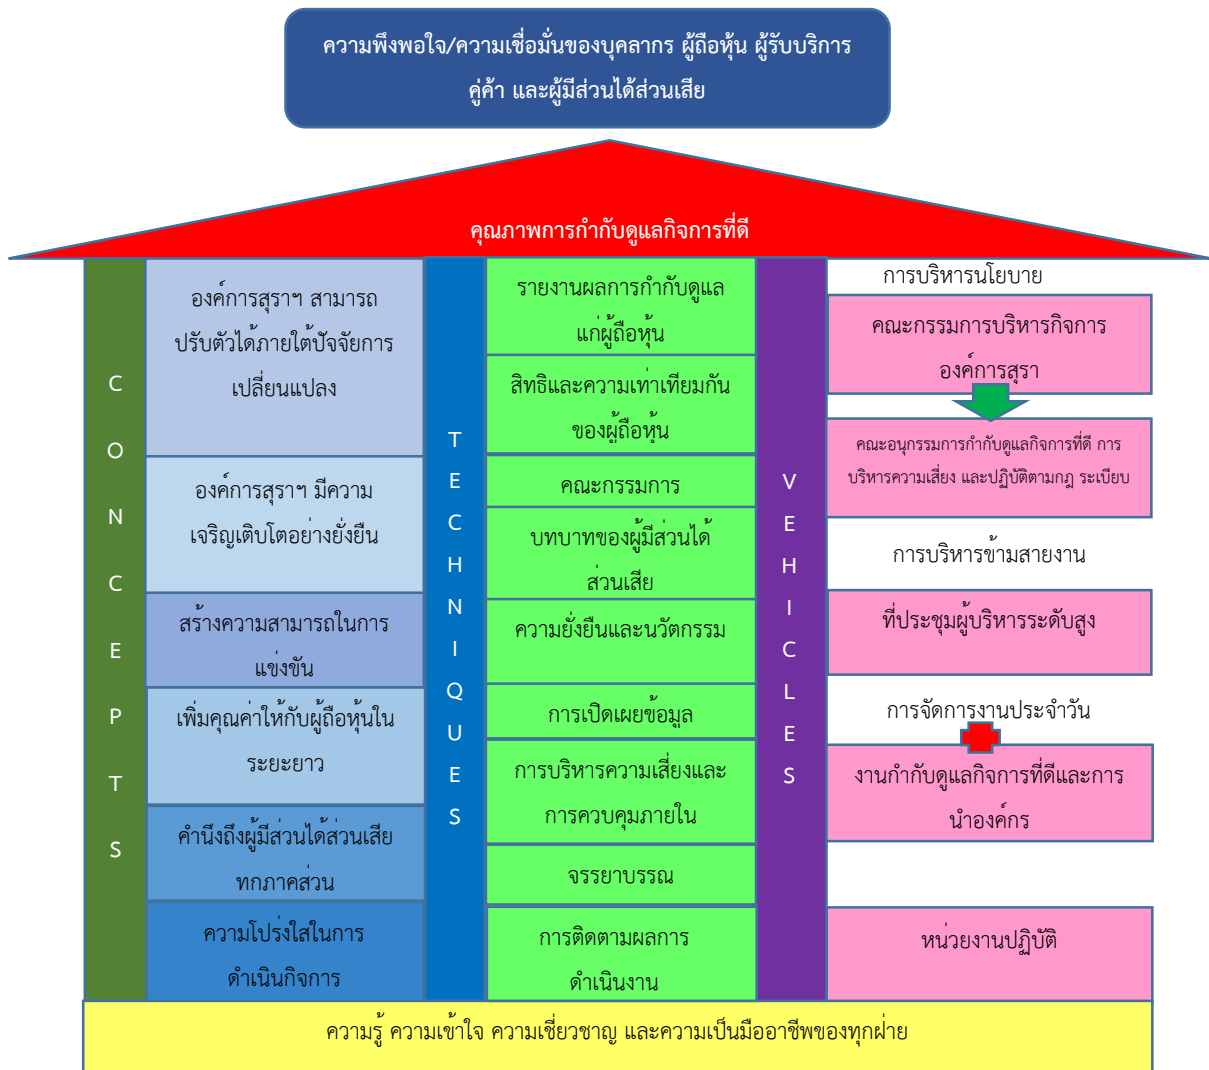 ความพึงพอใจ/ความเชื่อมั่นของบุคลากร ผู้ถือหุ้น ผู้รับบริการ
คู่ค้า และผู้มีส่วนได้ส่วนเสีย
คุณภาพการกำกับดูแลกิจการที่ดี
CONCEPTS
องค์การสุราฯ สามารถ
ปรับตัวได้ภายใต้ปัจจัยการ
เปลี่ยนแปลง
องค์การสุราฯ มีความ
เจริญเติบโตอย่างยั่งยืน
สร้างความสามารถในการ
แข่งขัน
เพิ่มคุณค่าให้กับผู้ถือหุ้นใน
ระยะยาว
คำนึงถึงผู้มีส่วนได้ส่วนเสีย
ทกภาคส่วน
ความโปร่งใสในการ
ดำเนินกิจการ
TECHNIQUES
รายงานผลการกำกับดูแล
แก่ผู้ถือหุ้น
สิทธิและความเท่าเทียมกัน
ของผู้ถือหุ้น
คณะกรรมการ
บทบาทของผู้มีส่วนได้
ส่วนเสีย
ความยั่งยืนและนวัตกรรม
การเปิดเผยข้อมูล
การบริหารความเสี่ยงและ
การควบคุมภายใน
จรรยาบรรณ
การติดตามผลการ
ดำเนินงาน
VEHICLES
การบริหารนโยบาย
คณะกรรมการบริหารกิจการ
องค์การสุรา
คณะอนุกรรมการกำกับดูแลกิจการที่ดี การ
บริหารความเสี่ยง และปฏิบัติตามกฎ ระเบียบ
การบริหารข้ามสายงาน
ที่ประชุมผู้บริหารระดับสูง
การจัดการงานประจำวัน
งานกำกับดูแลกิจการที่ดีและการ
นำองค์กร
หน่วยงานปฏิบัติ
ความรู้ ความเข้าใจ ความเชี่ยวชาญ และความเป็นมืออาชีพของทุกฝ่าย